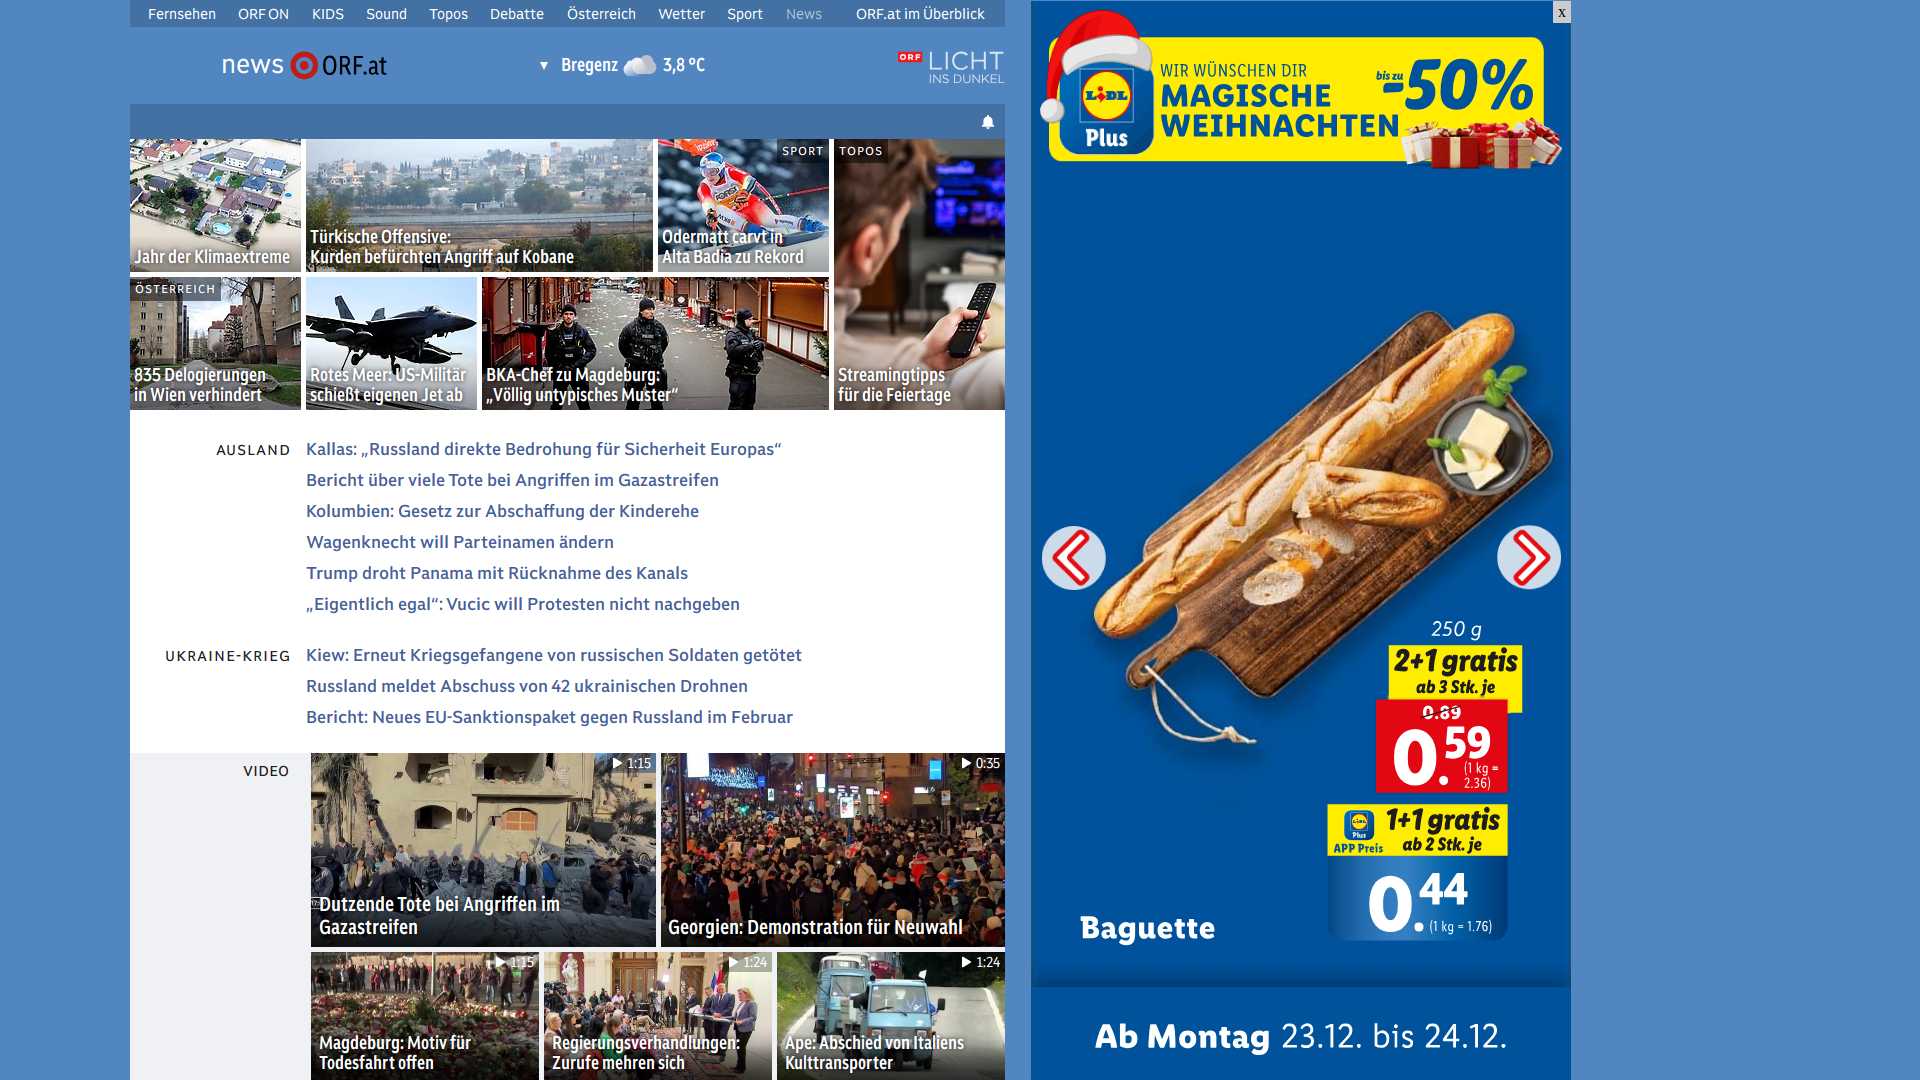 Fernsehen ORF ON KIDS Sound Topos Debatte Österreich Wetter Sport News ORF.at im Überblick
news ORF.at
▼ Bregenz 3,8 °C
ORF LICHT
INS DUNKEL
Jahr der Klimaextreme
Türkische Offensive:
Kurden befürchten Angriff auf Kobane
SPORT
Odermatt carvt in
Alta Badia zu Rekord
TOPOS
Streamingtipps
für die Feiertage
ÖSTERREICH
835 Delogierungen
in Wien verhindert
Rotes Meer: US-Militär
schießt eigenen Jet ab
BKA-Chef zu Magdeburg:
„Völlig untypisches Muster“
AUSLAND
Kallas: „Russland direkte Bedrohung für Sicherheit Europas“
Bericht über viele Tote bei Angriffen im Gazastreifen
Kolumbien: Gesetz zur Abschaffung der Kinderehe
Wagenknecht will Parteinamen ändern
Trump droht Panama mit Rücknahme des Kanals
„Eigentlich egal“: Vucic will Protesten nicht nachgeben
UKRAINE-KRIEG
Kiew: Erneut Kriegsgefangene von russischen Soldaten getötet
Russland meldet Abschuss von 42 ukrainischen Drohnen
Bericht: Neues EU-Sanktionspaket gegen Russland im Februar
VIDEO
1:15
Dutzende Tote bei Angriffen im
Gazastreifen
0:35
Georgien: Demonstration für Neuwahl
1:15
Magdeburg: Motiv für
Todesfahrt offen
1:24
Regierungsverhandlungen:
Zurufe mehren sich
1:24
Ape: Abschied von Italiens
Kulttransporter
x
LIDL
Plus
WIR WÜNSCHEN DIR
MAGISCHE
WEIHNACHTEN
bis zu
-50%
250 g
2+1 gratis
ab 3 Stk. je
0.89
0.59
(1 kg =
2.36)
LIDL
Plus
APP Preis
1+1 gratis
ab 2 Stk. je
0.44
(1 kg = 1.76)
Baguette
Ab Montag 23.12. bis 24.12.